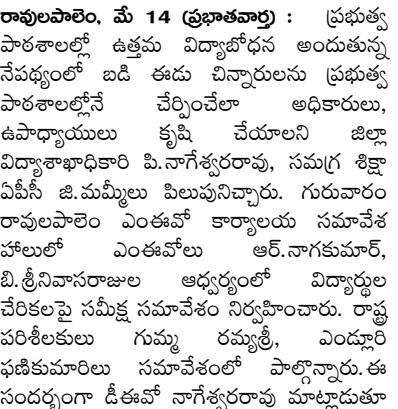 రావులపాలెం, మే 14 (ప్రభాతవార్త) : ప్రభుత్వ
పాఠశాలల్లో ఉత్తమ విద్యాబోధన అందుతున్న
నేపథ్యంలో బడి ఈడు చిన్నారులను ప్రభుత్వ
పాఠశాలల్లోనే చేర్పించేలా అధికారులు,
ఉపాధ్యాయులు కృషి చేయాలని జిల్లా
విద్యాశాఖాధికారి పి.నాగేశ్వరరావు, సమగ్ర శిక్షా
ఏపీసీ జి.మమ్మీలు పిలుపునిచ్చారు. గురువారం
రావులపాలెం ఎంఈవో కార్యాలయ సమావేశ
హాలులో ఎంఈవోలు ఆర్.నాగకుమార్,
బి.శ్రీనివాసరాజుల ఆధ్వర్యంలో విద్యార్థుల
చేరికలపై సమీక్ష సమావేశం నిర్వహించారు. రాష్ట్ర
పరిశీలకులు గుమ్మ రమ్యశ్రీ, ఎండ్లూరి
ఫణికుమారిలు సమావేశంలో పాల్గొన్నారు.ఈ
సందర్భంగా డీఈవో నాగేశ్వరరావు మాట్లాడుతూ